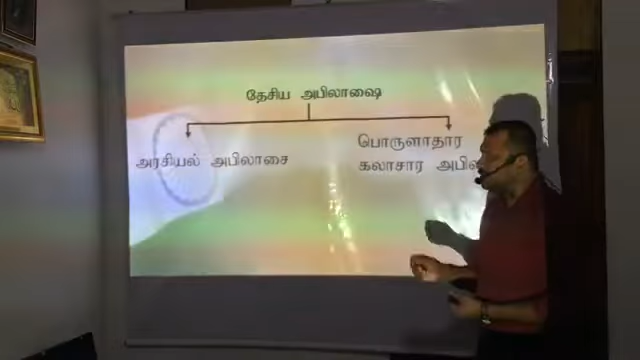 தேசிய அபிலாஷை
அரசியல் அபிலாசை
பொருளாதார
கலாசார